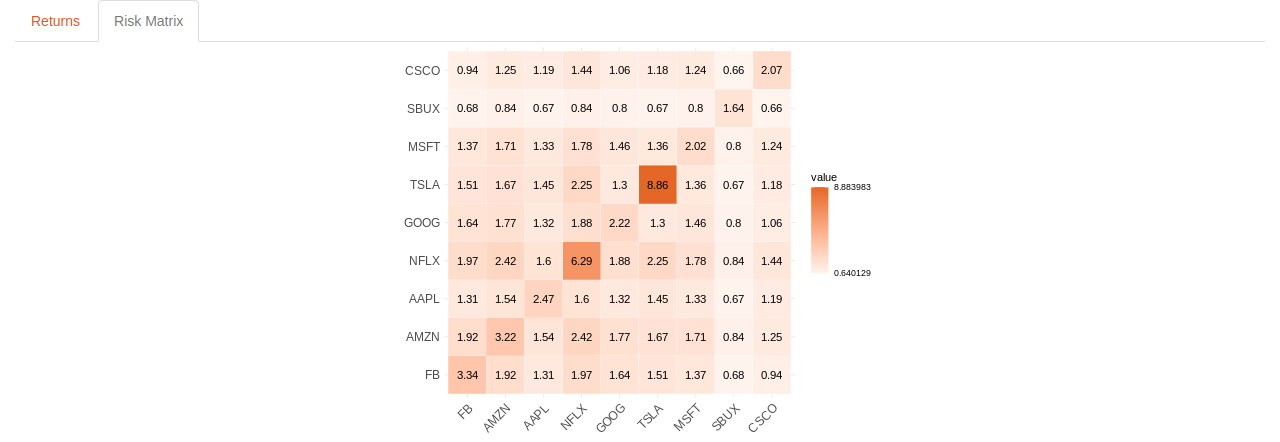 Returns Risk Matrix
CSCO 0.94 1.25 1.19 1.44 1.06 1.18 1.24 0.66 2.07
SBUX 0.68 0.84 0.67 0.84 0.8 0.67 0.8 1.64 0.66
MSFT 1.37 1.71 1.33 1.78 1.46 1.36 2.02 0.8 1.24
value
TSLA 1.51 1.67 1.45 2.25 1.3 8.86 1.36 0.67 1.18
8.883983
GOOG 1.64 1.77 1.32 1.88 2.22 1.3 1.46 0.8 1.06
NFLX 1.97 2.42 1.6 6.29 1.88 2.25 1.78 0.84 1.44
0.640129
AAPL 1.31 1.54 2.47 1.6 1.32 1.45 1.33 0.67 1.19
AMZN 1.92 3.22 1.54 2.42 1.77 1.67 1.71 0.84 1.25
FB 3.34 1.92 1.31 1.97 1.64 1.51 1.37 0.68 0.94
FB AMZN AAPL NFLX GOOG TSLA MSFT SBUX CSCO